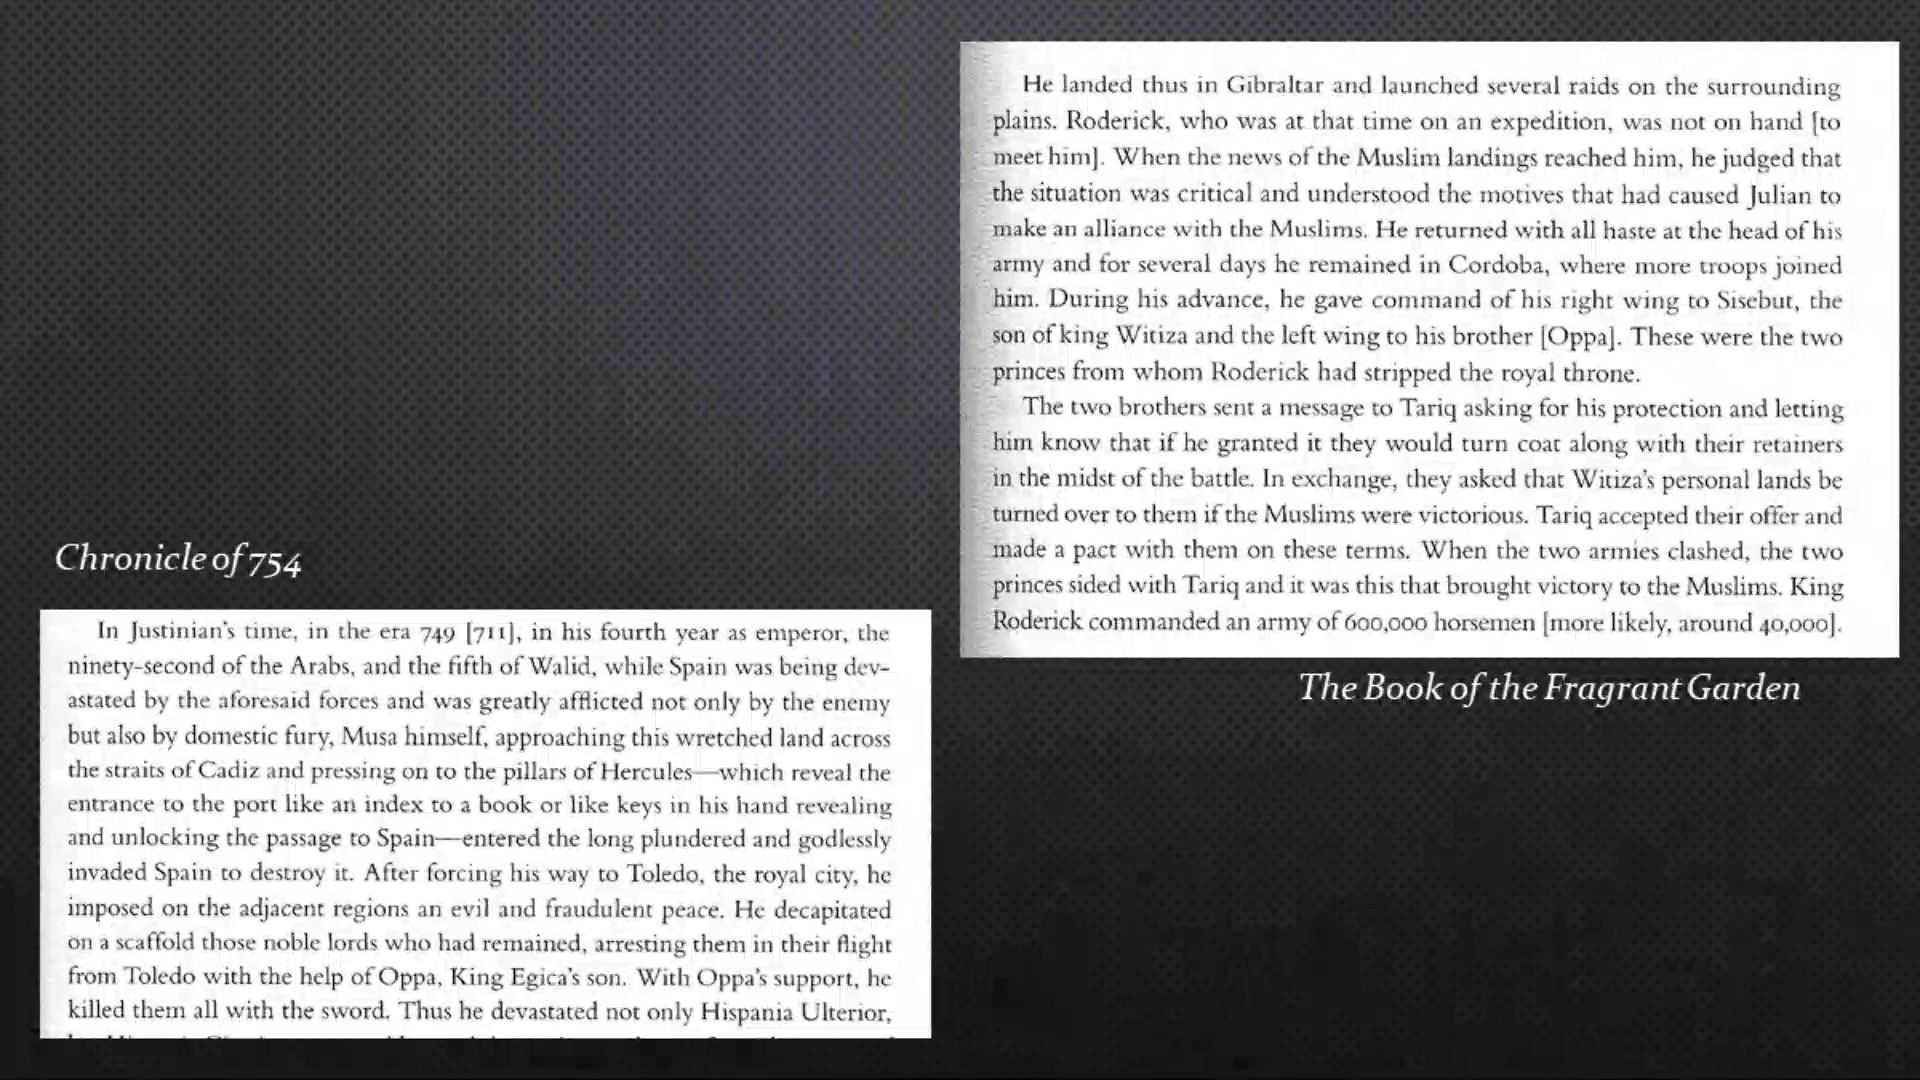 Chronicle of 754
In Justinian's time, in the era 749 [711], in his fourth year as emperor, the
ninety-second of the Arabs, and the fifth of Walid, while Spain was being dev-
astated by the aforesaid forces and was greatly afflicted not only by the enemy
but also by domestic fury, Musa himself, approaching this wretched land across
the straits of Cadiz and pressing on to the pillars of Hercules—which reveal the
entrance to the port like an index to a book or like keys in his hand revealing
and unlocking the passage to Spain—entered the long plundered and godlessly
invaded Spain to destroy it. After forcing his way to Toledo, the royal city, he
imposed on the adjacent regions an evil and fraudulent peace. He decapitated
on a scaffold those noble lords who had remained, arresting them in their flight
from Toledo with the help of Oppa, King Egica's son. With Oppa's support, he
killed them all with the sword. Thus he devastated not only Hispania Ulterior,
He landed thus in Gibraltar and launched several raids on the surrounding
plains. Roderick, who was at that time on an expedition, was not on hand [to
meet him]. When the news of the Muslim landings reached him, he judged that
the situation was critical and understood the motives that had caused Julian to
make an alliance with the Muslims. He returned with all haste at the head of his
army and for several days he remained in Cordoba, where more troops joined
him. During his advance, he gave command of his right wing to Sisebut, the
son of king Witiza and the left wing to his brother [Oppa]. These were the two
princes from whom Roderick had stripped the royal throne.
The two brothers sent a message to Tariq asking for his protection and letting
him know that if he granted it they would turn coat along with their retainers
in the midst of the battle. In exchange, they asked that Witiza's personal lands be
turned over to them if the Muslims were victorious. Tariq accepted their offer and
made a pact with them on these terms. When the two armies clashed, the two
princes sided with Tariq and it was this that brought victory to the Muslims. King
Roderick commanded an army of 600,000 horsemen [more likely, around 40,000].
The Book of the Fragrant Garden